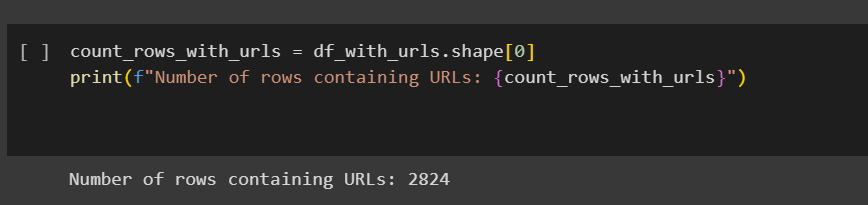 [ ] count_rows_with_urls = df_with_urls.shape[0]
print(f"Number of rows containing URLs: {count_rows_with_urls}")
Number of rows containing URLs: 2824